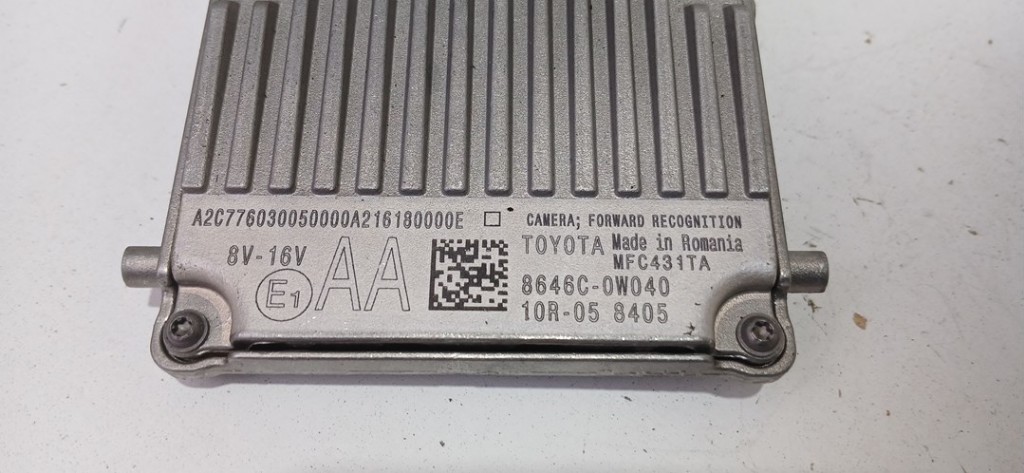 A2C776030050000A216180000E
8V-16V
AA
E1
CAMERA; FORWARD RECOGNITION
TOYOTA Made in Romania
MFC431TA
8646C-0W040
10R-05 8405